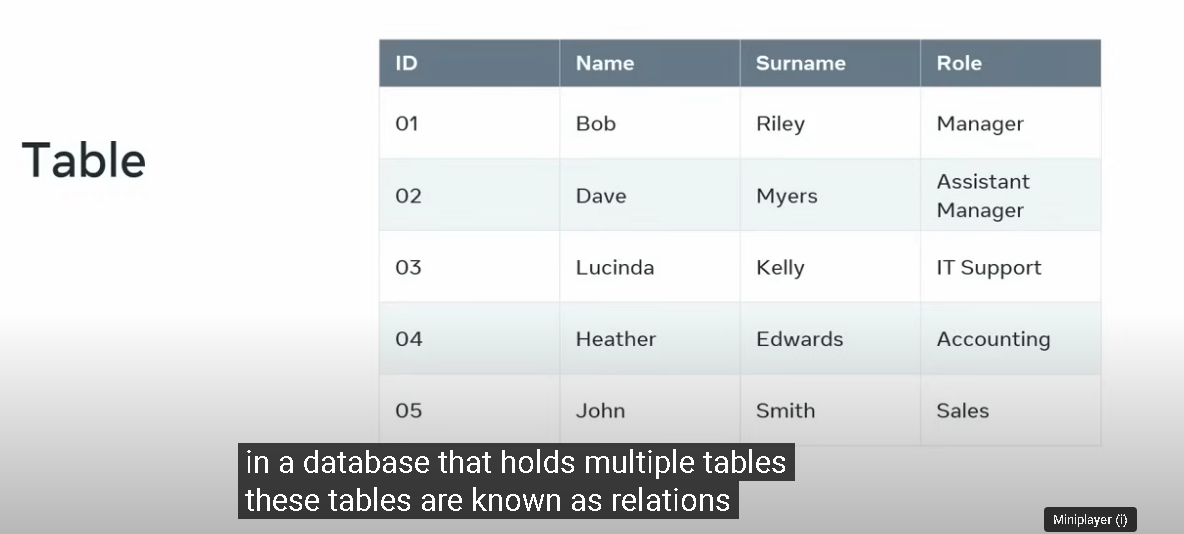 Table
ID Name Surname Role
01 Bob Riley Manager
02 Dave Myers Assistant
Manager
03 Lucinda Kelly IT Support
04 Heather Edwards Accounting
05 John Smith Sales
in a database that holds multiple tables
these tables are known as relations
Miniplayer (i)